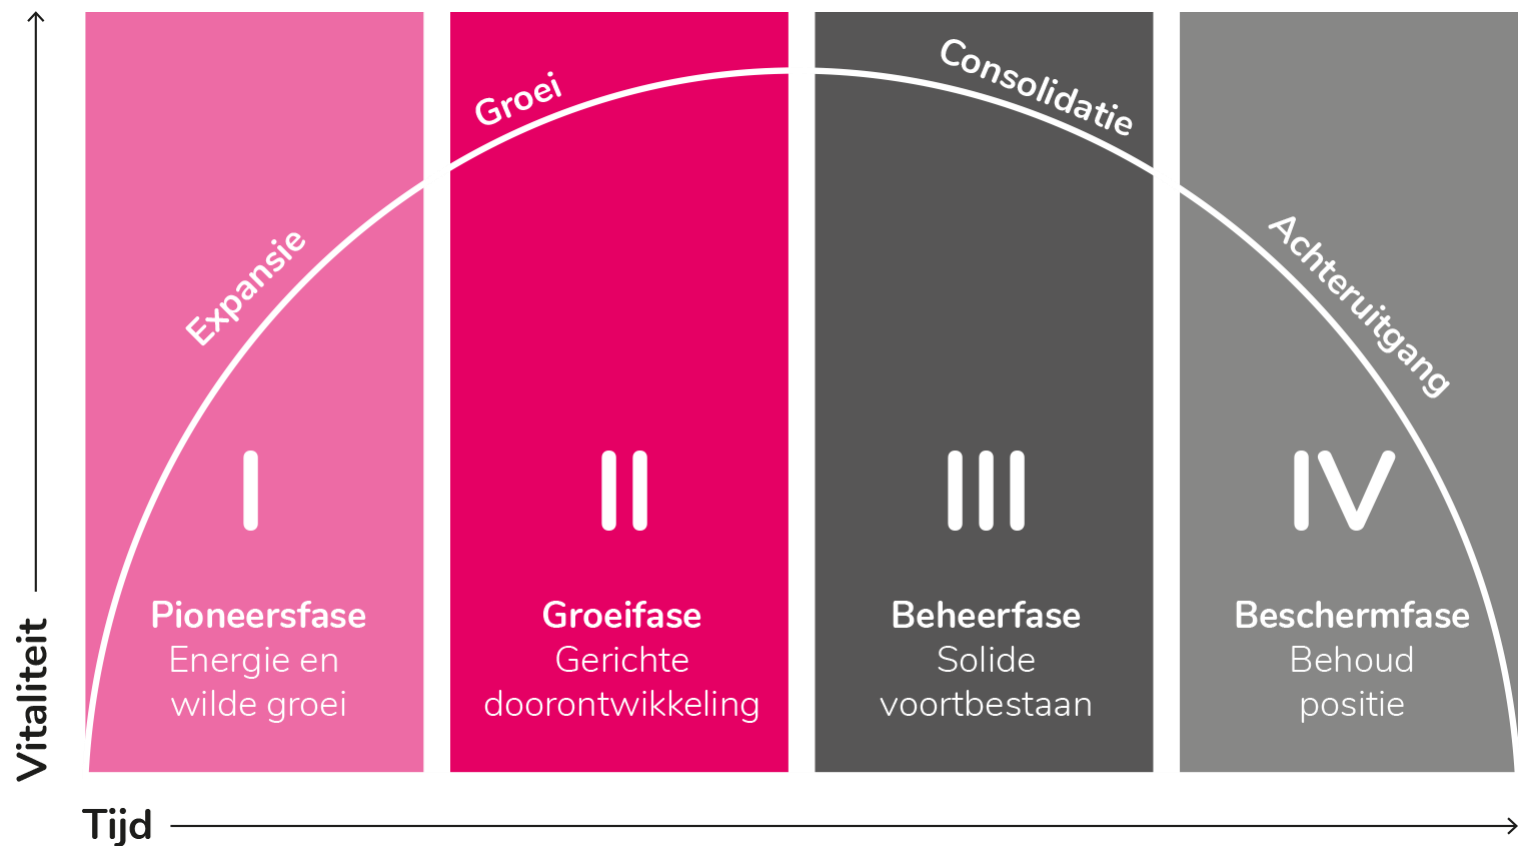 Vitaliteit
Expansie
I
Pioneersfase
Energie en
wilde groei
Groei
II
Groeifase
Gerichte
doorontwikkeling
Consolidatie
III
Beheerfase
Solide
voortbestaan
Achteruitgang
IV
Beschermfase
Behoud
positie
Tijd